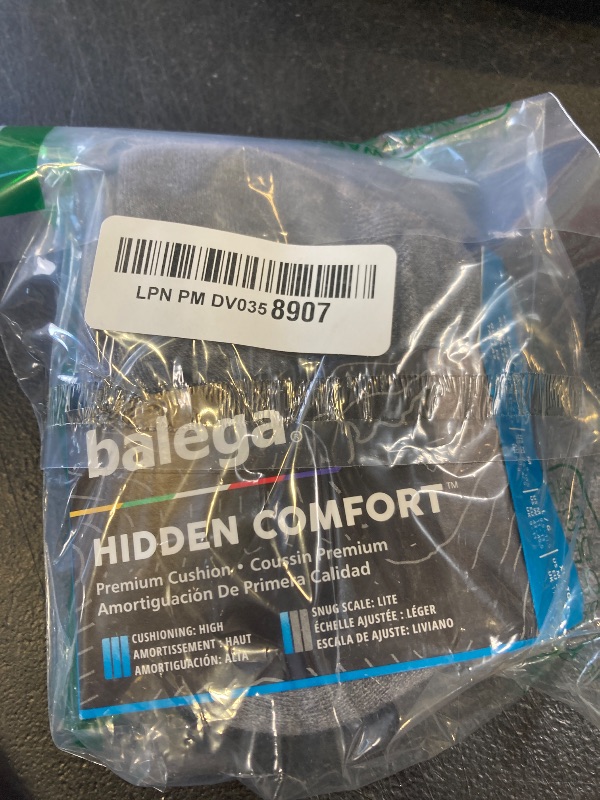 LPN PM DV035 8907
balega®
HIDDEN COMFORT™
Premium Cushion • Coussin Premium
Amortiguación De Primera Calidad
CUSHIONING: HIGH
AMORTISSEMENT : HAUT
AMORTIGUACIÓN: ALTA
SNUG SCALE: LITE
ÉCHELLE AJUSTÉE : LÉGER
ESCALA DE AJUSTE: LIVIANO